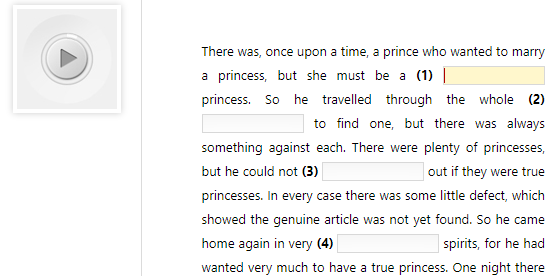 There was, once upon a time, a prince who wanted to marry
a princess, but she must be a (1)
princess. So he travelled through the whole (2)
to find one, but there was always
something against each. There were plenty of princesses,
but he could not (3) out if they were true
princesses. In every case there was some little defect, which
showed the genuine article was not yet found. So he came
home again in very (4) spirits, for he had
wanted very much to have a true princess. One night there